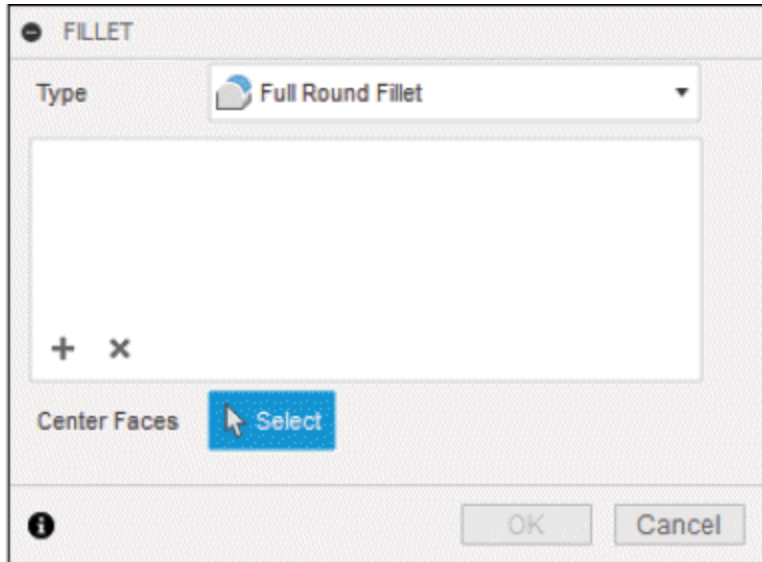 FILLET
Type Full Round Fillet
Center Faces Select
OK Cancel